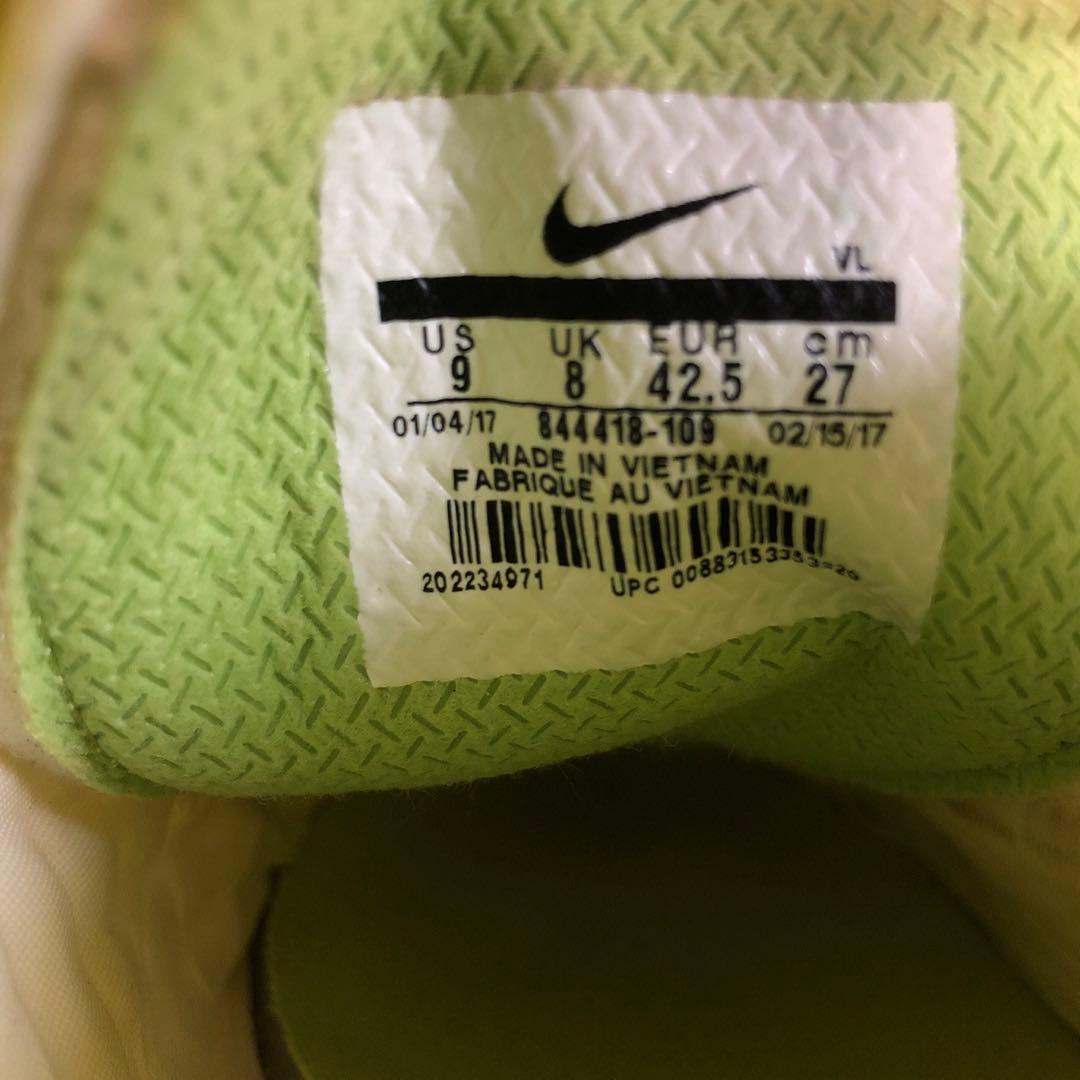 VL
US UK EUR cm
9 8 42.5 27
01/04/17 844418-109 02/15/17
MADE IN VIETNAM
FABRIQUE AU VIETNAM
202234971 UPC